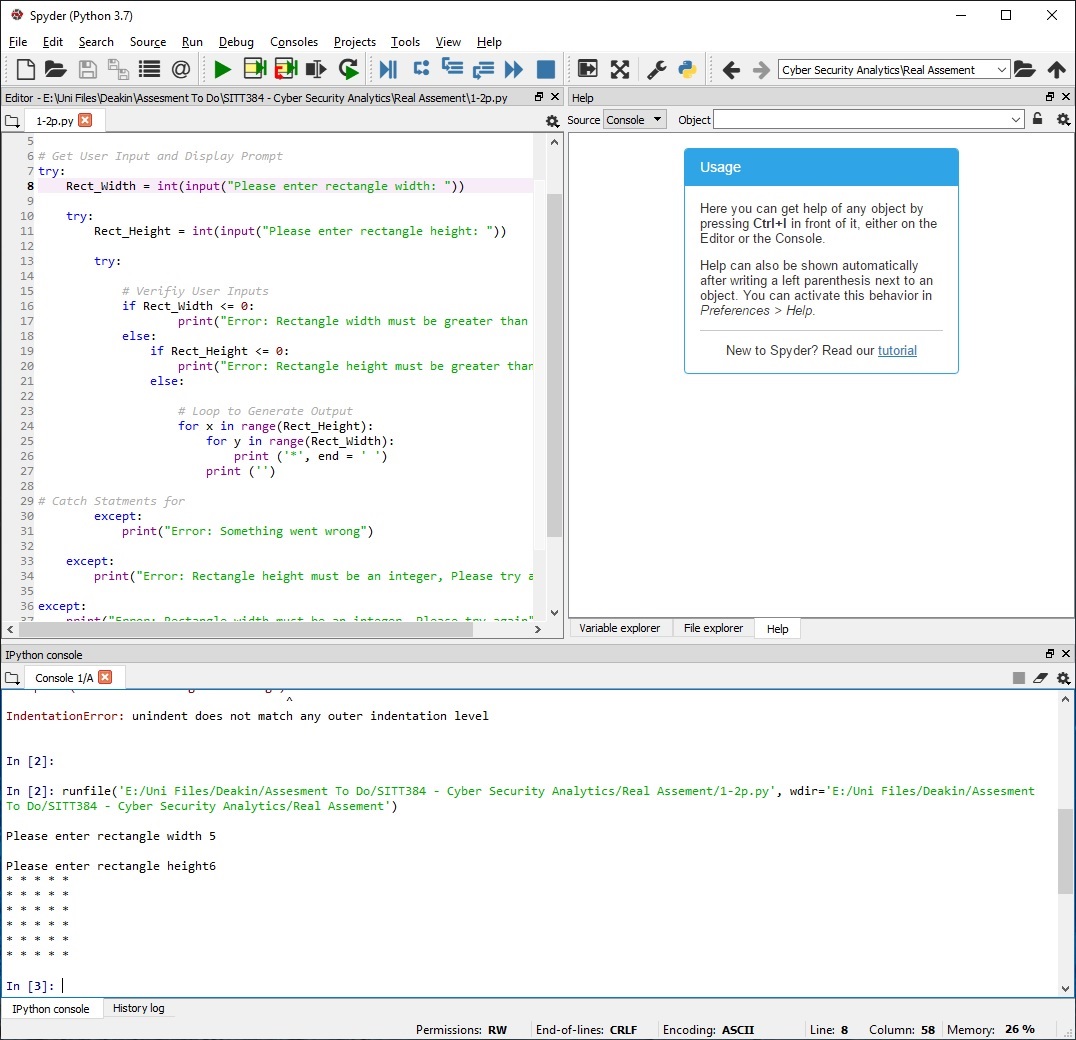 Spyder (Python 3.7)
File Edit Search Source Run Debug Consoles Projects Tools View Help
Cyber Security Analytics\Real Assement
Editor - E:\Uni Files\Deakin\Assesment To Do\SITT384 - Cyber Security Analytics\Real Assement\1-2p.py
1-2p.py
5
6 # Get User Input and Display Prompt
7 try:
8 Rect_Width = int(input("Please enter rectangle width: "))
9
10 try:
11 Rect_Height = int(input("Please enter rectangle height: "))
12
13 try:
14
15 # Verifiy User Inputs
16 if Rect_Width <= 0:
17 print("Error: Rectangle width must be greater than
18 else:
19 if Rect_Height <= 0:
20 print("Error: Rectangle height must be greater than
21 else:
22
23 # Loop to Generate Output
24 for x in range(Rect_Height):
25 for y in range(Rect_Width):
26 print ('*', end = ' ')
27 print ('')
28
29 # Catch Statments for
30 except:
31 print("Error: Something went wrong")
32
33 except:
34 print("Error: Rectangle height must be an integer, Please try a
35
36 except:
37 print("Error: Rectangle width must be an integer, Please try again"
Help
Source Console Object
Usage
Here you can get help of any object by
pressing Ctrl+I in front of it, either on the
Editor or the Console.
Help can also be shown automatically
after writing a left parenthesis next to an
object. You can activate this behavior in
Preferences > Help.
New to Spyder? Read our tutorial
Variable explorer File explorer Help
IPython console
Console 1/A
^
IndentationError: unindent does not match any outer indentation level
In [2]:
In [2]: runfile('E:/Uni Files/Deakin/Assesment To Do/SITT384 - Cyber Security Analytics/Real Assement/1-2p.py', wdir='E:/Uni Files/Deakin/Assesment
To Do/SITT384 - Cyber Security Analytics/Real Assement')
Please enter rectangle width 5
Please enter rectangle height6
* * * * *
* * * * *
* * * * *
* * * * *
* * * * *
* * * * *
In [3]:
IPython console History log
Permissions: RW End-of-lines: CRLF Encoding: ASCII Line: 8 Column: 58 Memory: 26 %